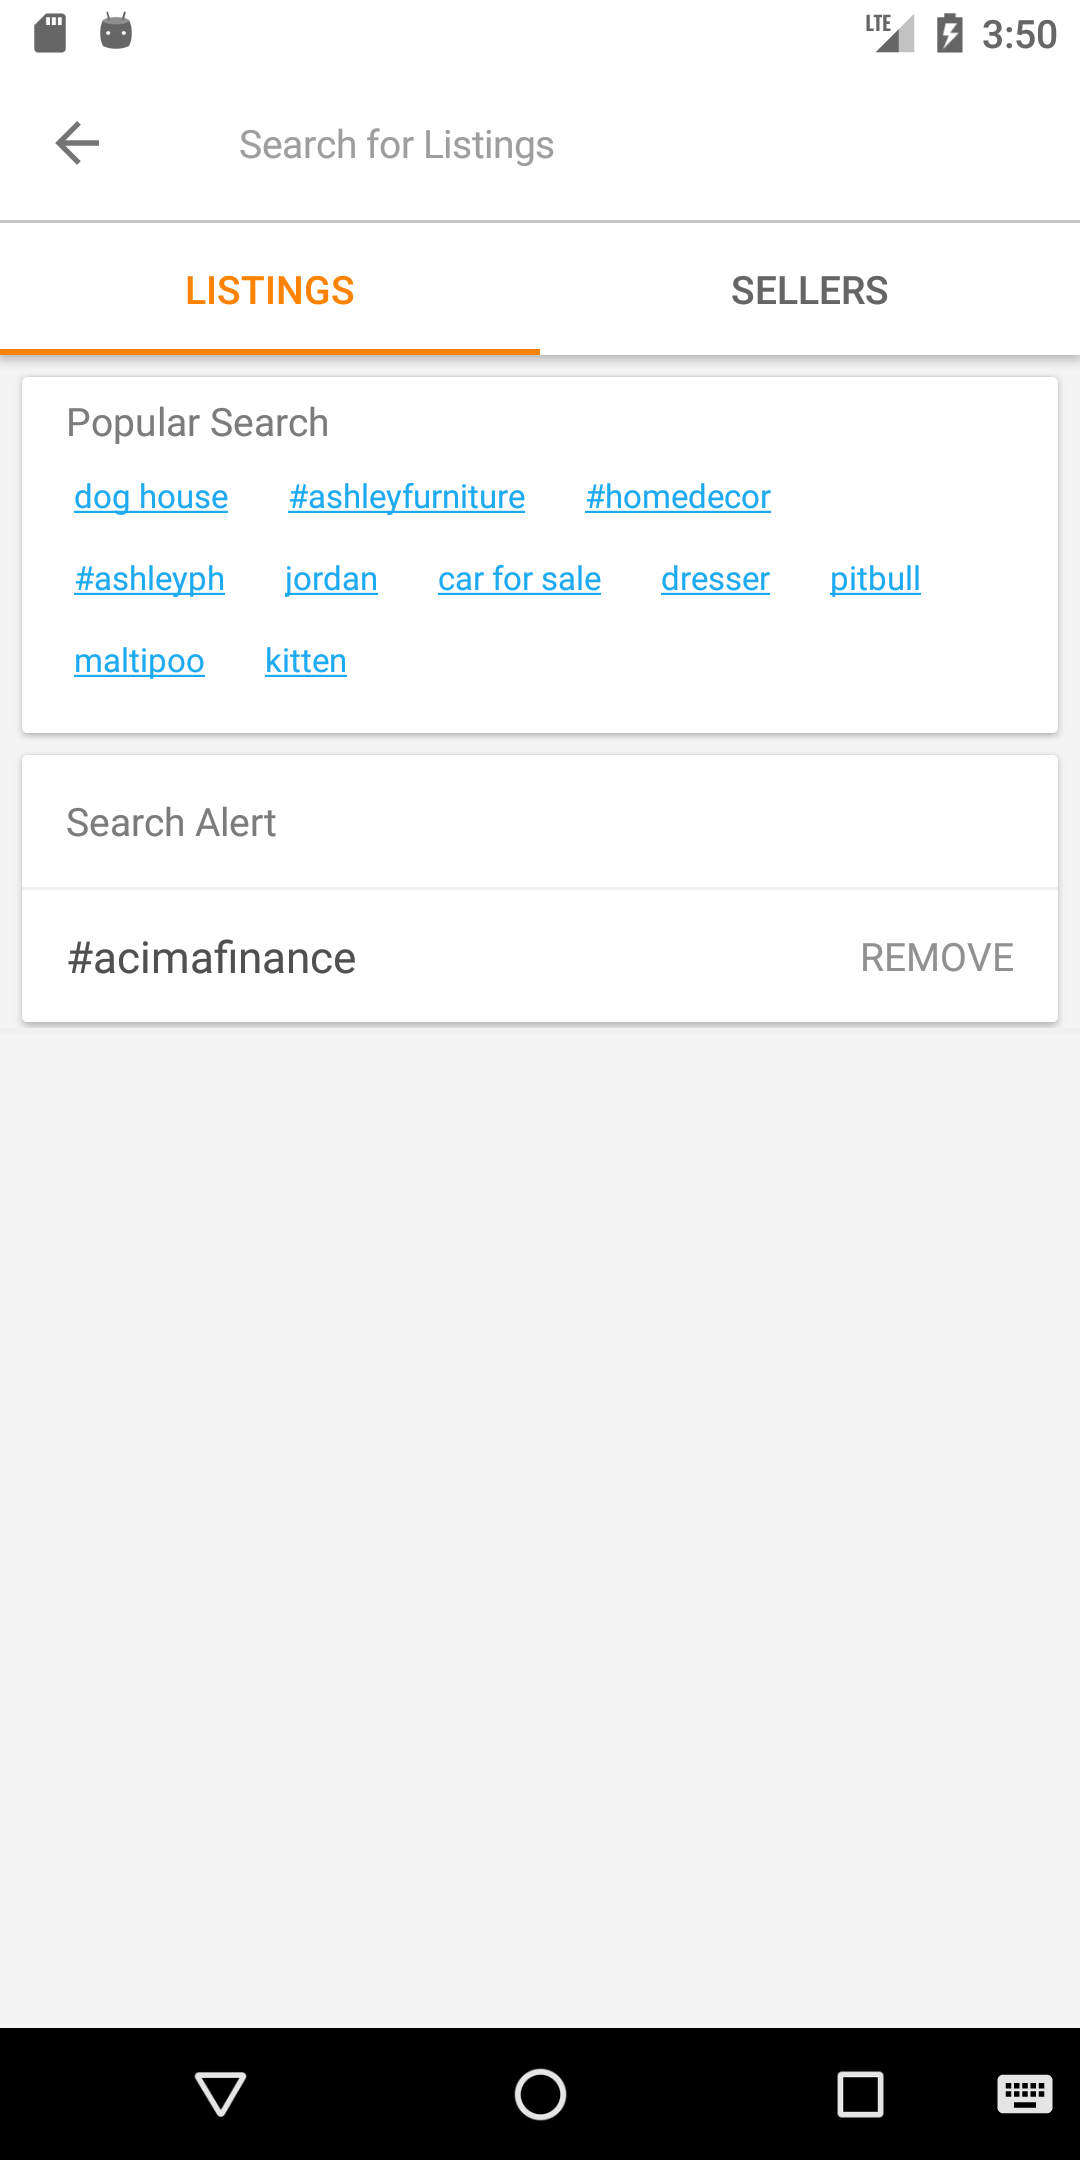 LTE 3:50
Search for Listings
LISTINGS SELLERS
Popular Search
dog house #ashleyfurniture #homedecor
#ashleyph jordan car for sale dresser pitbull
maltipoo kitten
Search Alert
#acimafinance REMOVE